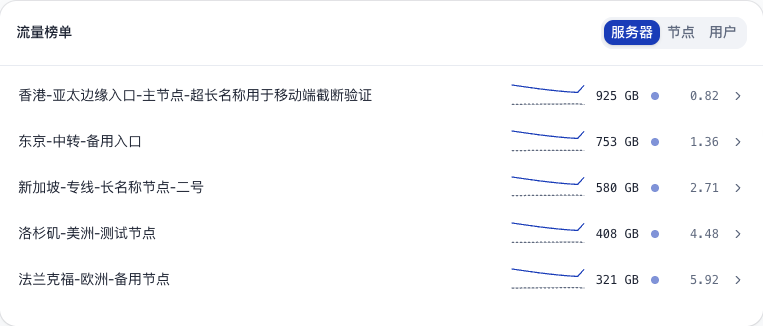 流量榜单
服务器 节点 用户
香港-亚太边缘入口-主节点-超长名称用于移动端截断验证 925 GB 0.82
东京-中转-备用入口 753 GB 1.36
新加坡-专线-长名称节点-二号 580 GB 2.71
洛杉矶-美洲-测试节点 408 GB 4.48
法兰克福-欧洲-备用节点 321 GB 5.92